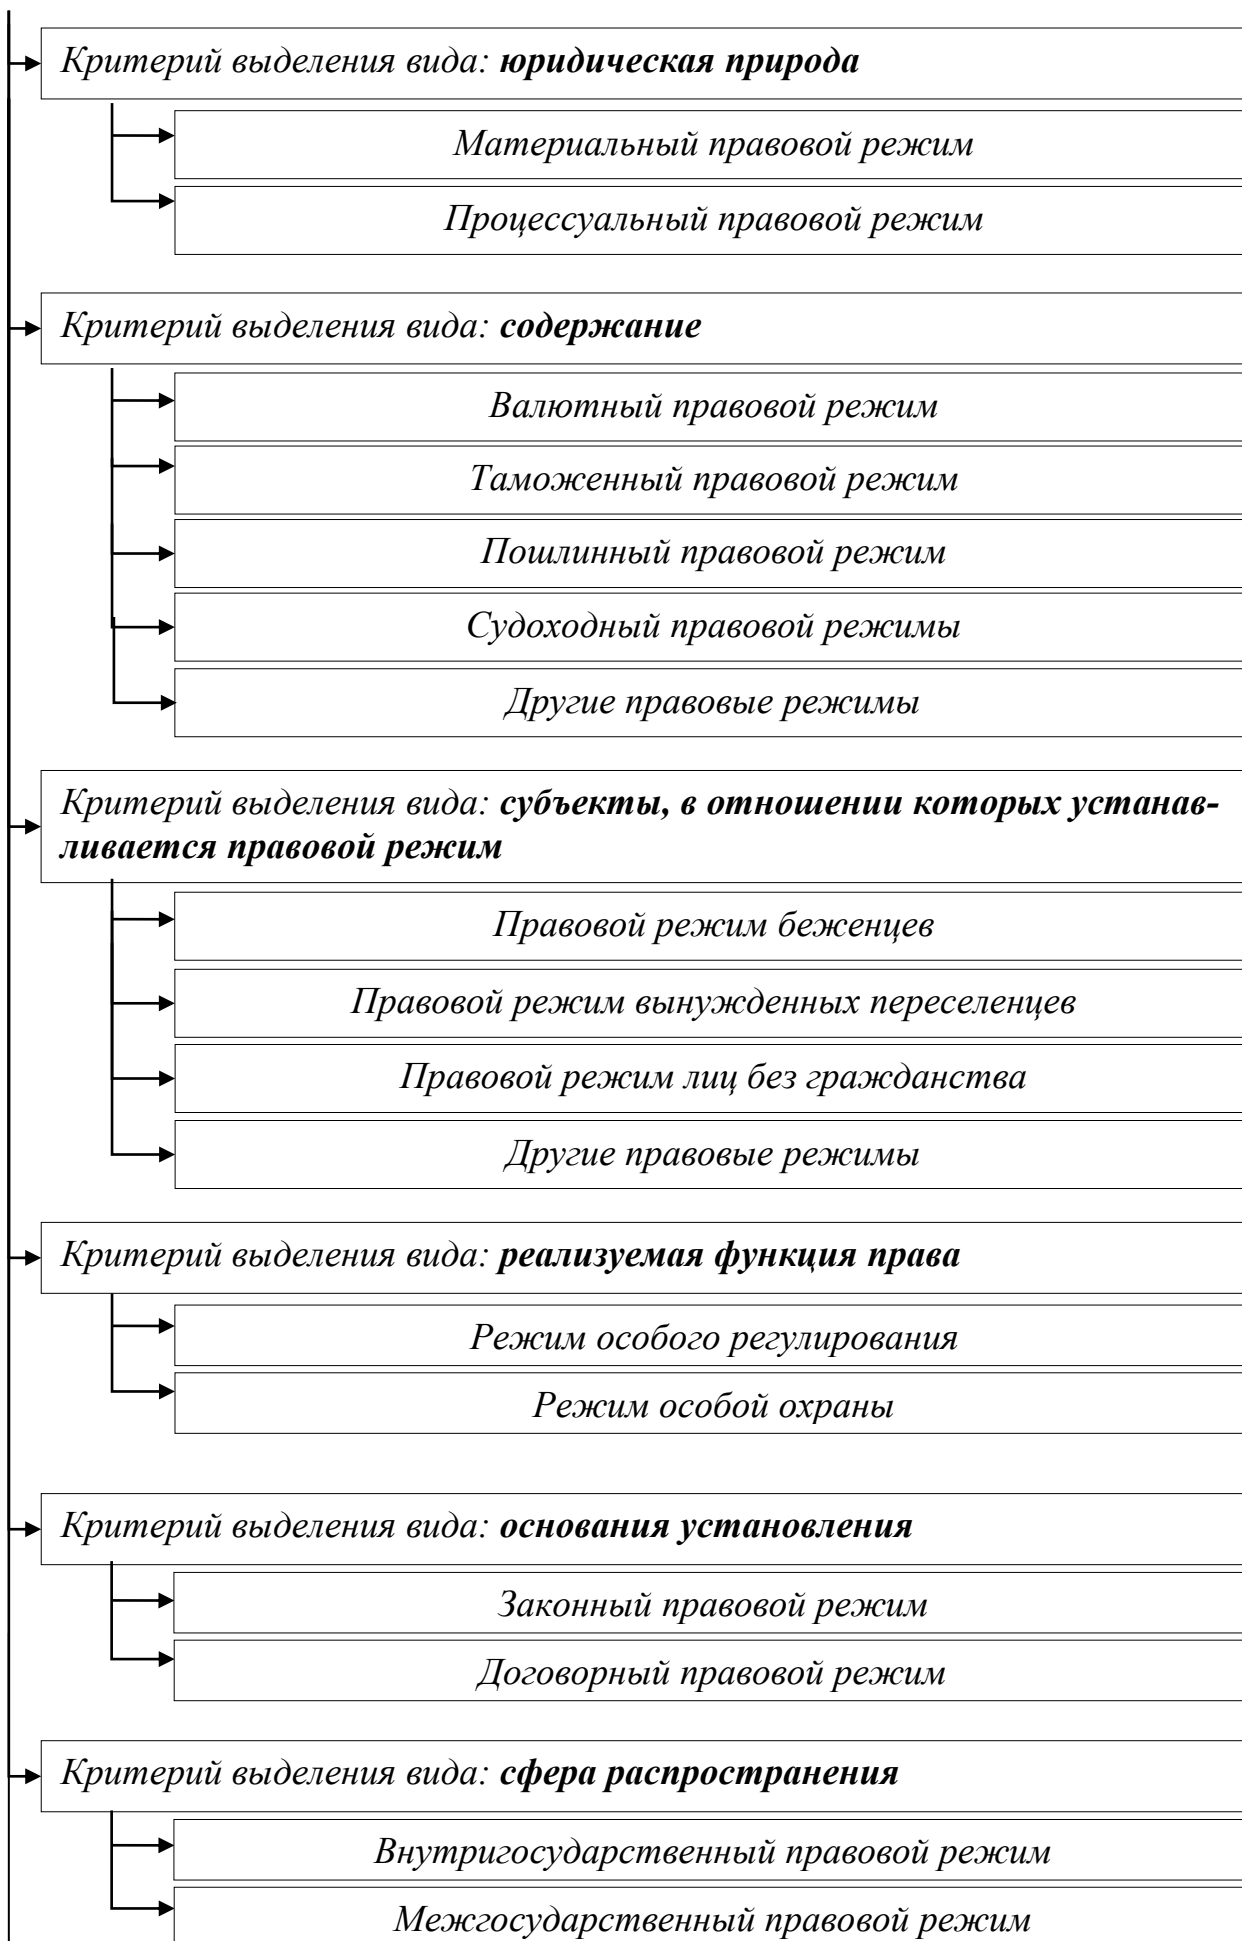 Критерий выделения вида: юридическая природа
Материальный правовой режим
Процессуальный правовой режим
Критерий выделения вида: содержание
Валютный правовой режим
Таможенный правовой режим
Пошлинный правовой режим
Судоходный правовой режимы
Другие правовые режимы
Критерий выделения вида: субъекты, в отношении которых устанав-
ливается правовой режим
Правовой режим беженцев
Правовой режим вынужденных переселенцев
Правовой режим лиц без гражданства
Другие правовые режимы
Критерий выделения вида: реализуемая функция права
Режим особого регулирования
Режим особой охраны
Критерий выделения вида: основания установления
Законный правовой режим
Договорный правовой режим
Критерий выделения вида: сфера распространения
Внутригосударственный правовой режим
Межгосударственный правовой режим